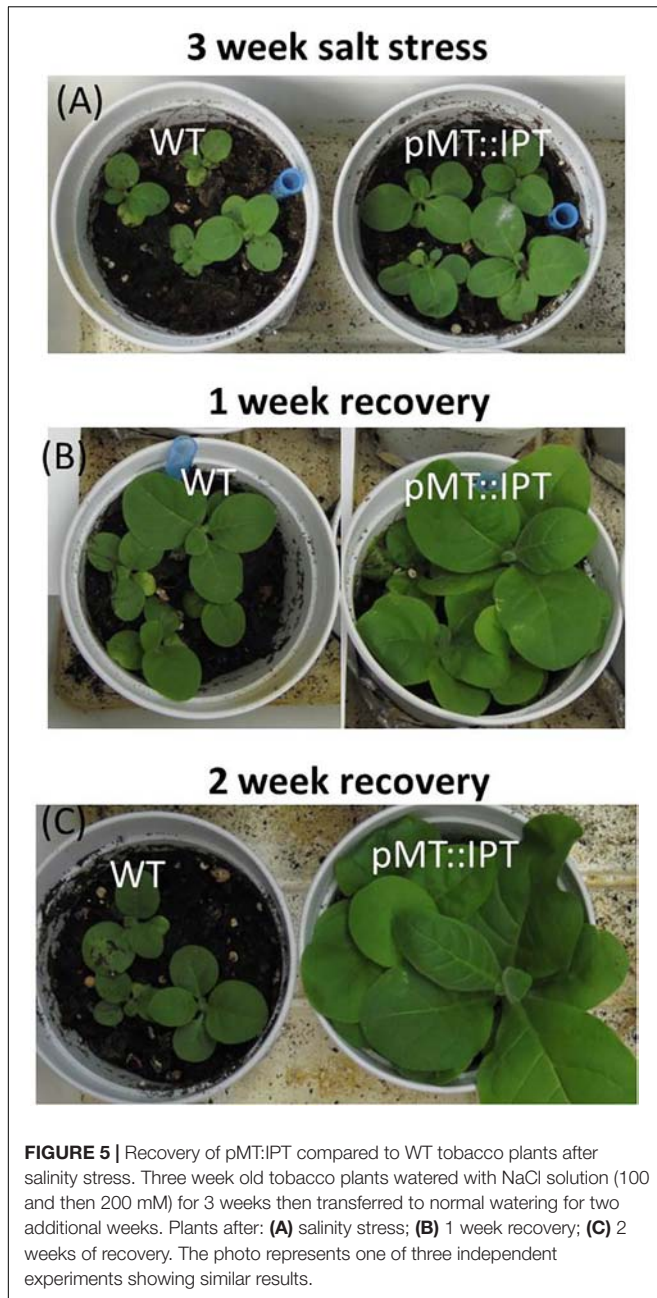 3 week salt stress
(A)
WT
pMT::IPT
1 week recovery
(B)
WT
pMT::IPT
2 week recovery
(C)
WT
pMT::IPT
FIGURE 5 | Recovery of pMT:IPT compared to WT tobacco plants after
salinity stress. Three week old tobacco plants watered with NaCl solution (100
and then 200 mM) for 3 weeks then transferred to normal watering for two
additional weeks. Plants after: (A) salinity stress; (B) 1 week recovery; (C) 2
weeks of recovery. The photo represents one of three independent
experiments showing similar results.